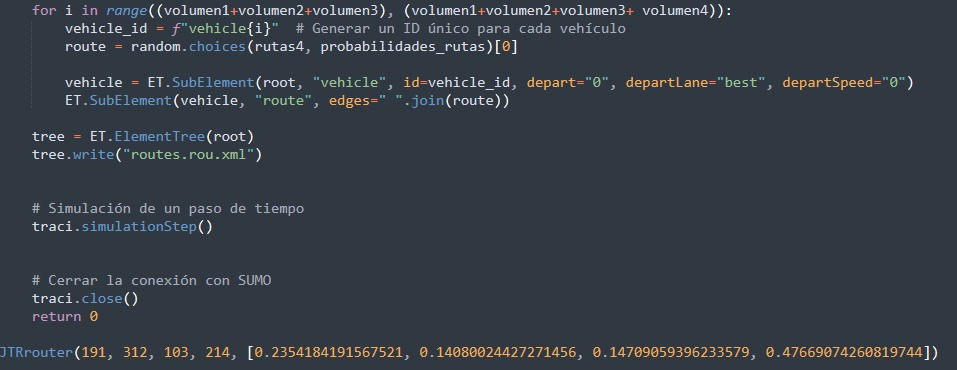 for i in range((volumen1+volumen2+volumen3), (volumen1+volumen2+volumen3+ volumen4)):
vehicle_id = f"vehicle{i}"  # Generar un ID único para cada vehículo
route = random.choices(rutas4, probabilidades_rutas)[0]
vehicle = ET.SubElement(root, "vehicle", id=vehicle_id, depart="0", departLane="best", departSpeed="0")
ET.SubElement(vehicle, "route", edges=" ".join(route))
tree = ET.ElementTree(root)
tree.write("routes.rou.xml")
# Simulación de un paso de tiempo
traci.simulationStep()
# Cerrar la conexión con SUMO
traci.close()
return 0
JTRrouter(191, 312, 103, 214, [0.2354184191567521, 0.14080024427271456, 0.14709059396233579, 0.47669074260819744])